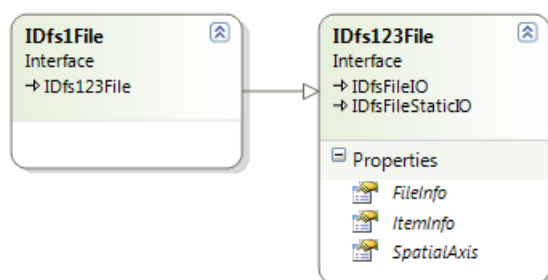 IDfs1File
Interface
IDfs123File
IDfs123File
Interface
IDfsFileIO
IDfsFileStaticIO
Properties
FileInfo
ItemInfo
SpatialAxis